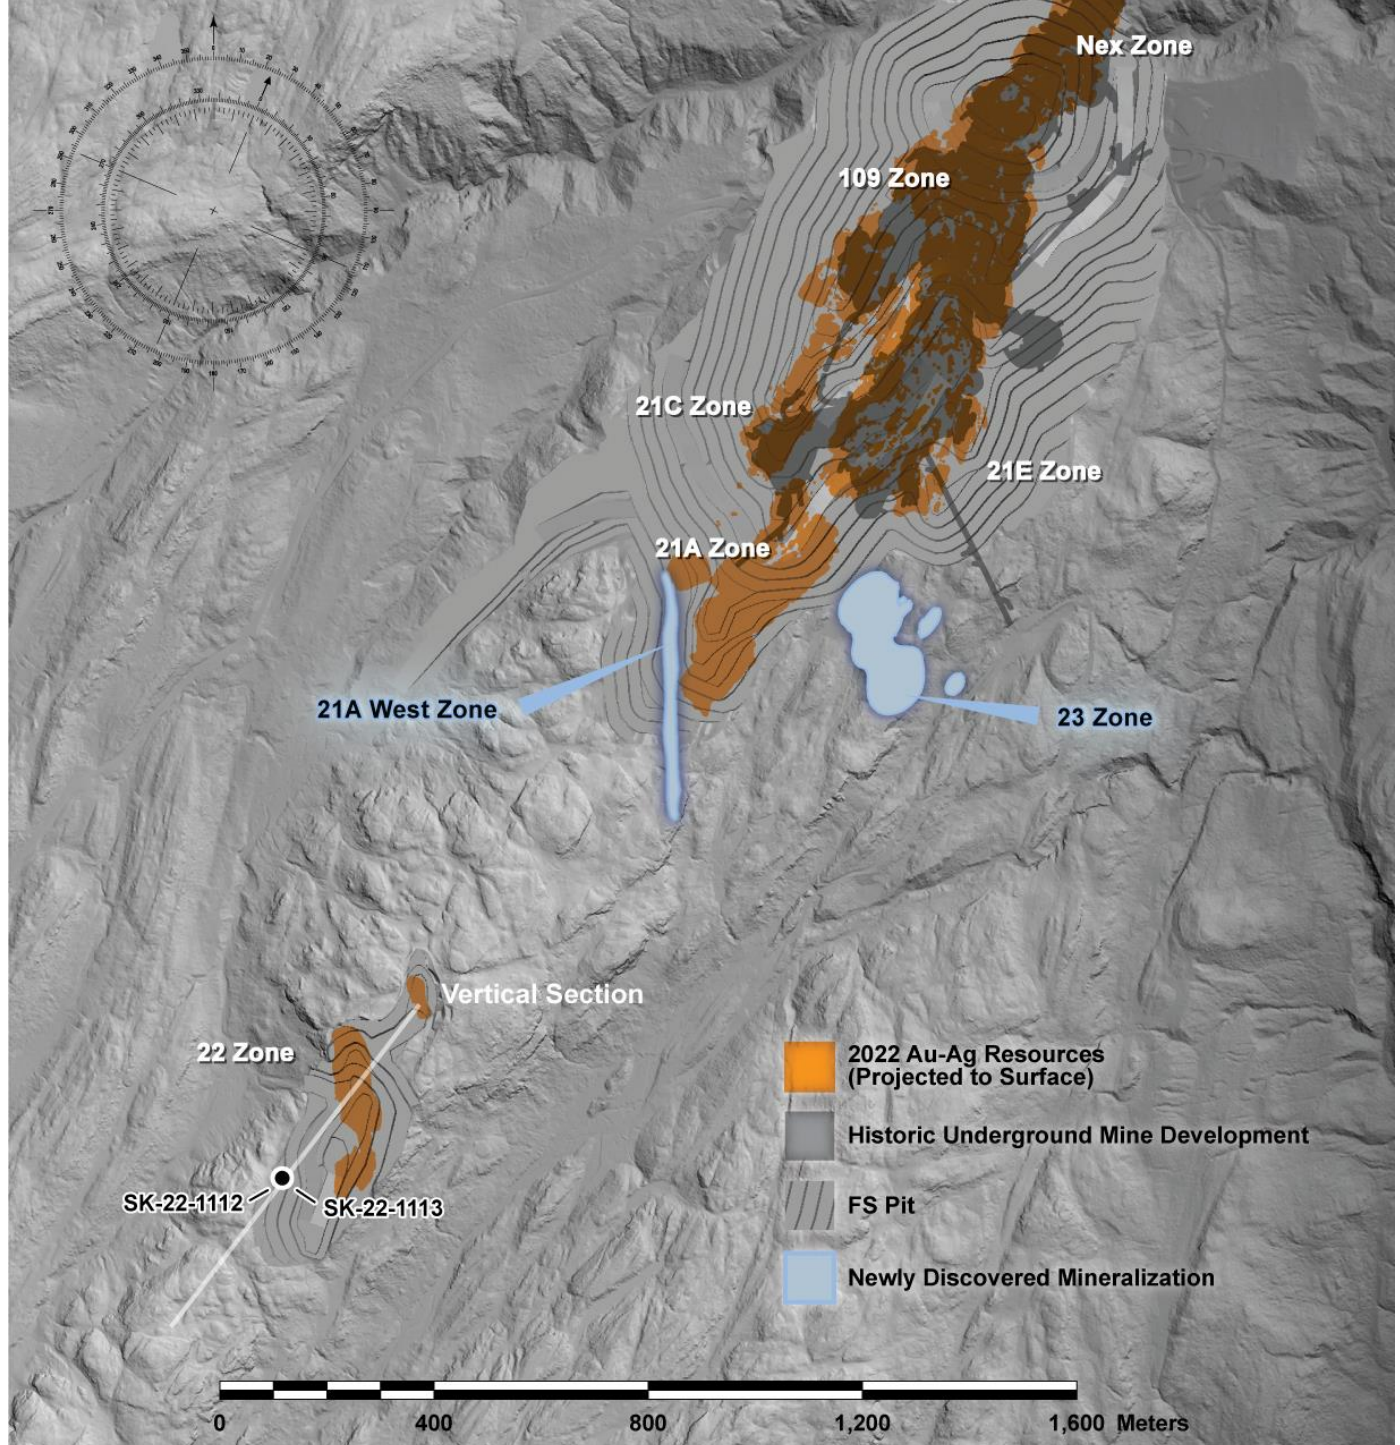 Nex Zone
109 Zone
21C Zone
21E Zone
21A Zone
21A West Zone
23 Zone
Vertical Section
22 Zone
SK-22-1112
SK-22-1113
2022 Au-Ag Resources
(Projected to Surface)
Historic Underground Mine Development
FS Pit
Newly Discovered Mineralization
0 400 800 1,200 1,600 Meters